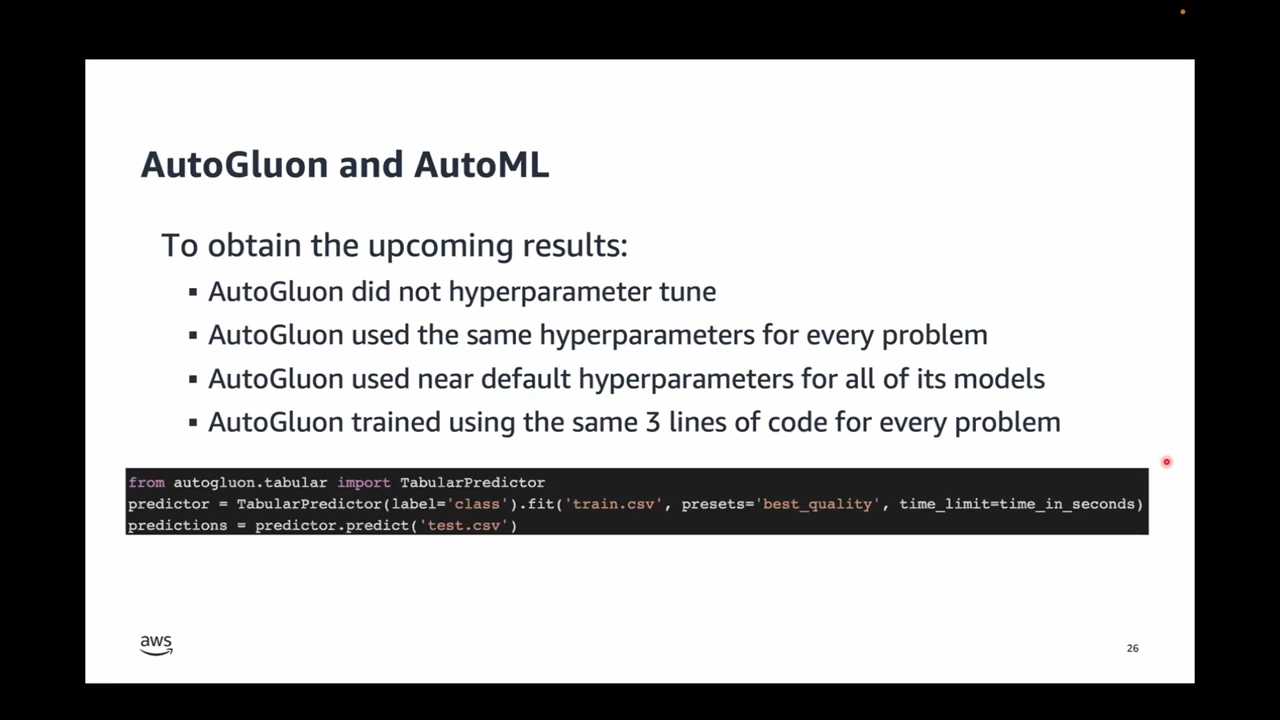 AutoGluon and AutoML
To obtain the upcoming results:
▪ AutoGluon did not hyperparameter tune
▪ AutoGluon used the same hyperparameters for every problem
▪ AutoGluon used near default hyperparameters for all of its models
▪ AutoGluon trained using the same 3 lines of code for every problem
from autogluon.tabular import TabularPredictor
predictor = TabularPredictor(label='class').fit('train.csv', presets='best_quality', time_limit=time_in_seconds)
predictions = predictor.predict('test.csv')
aws
26